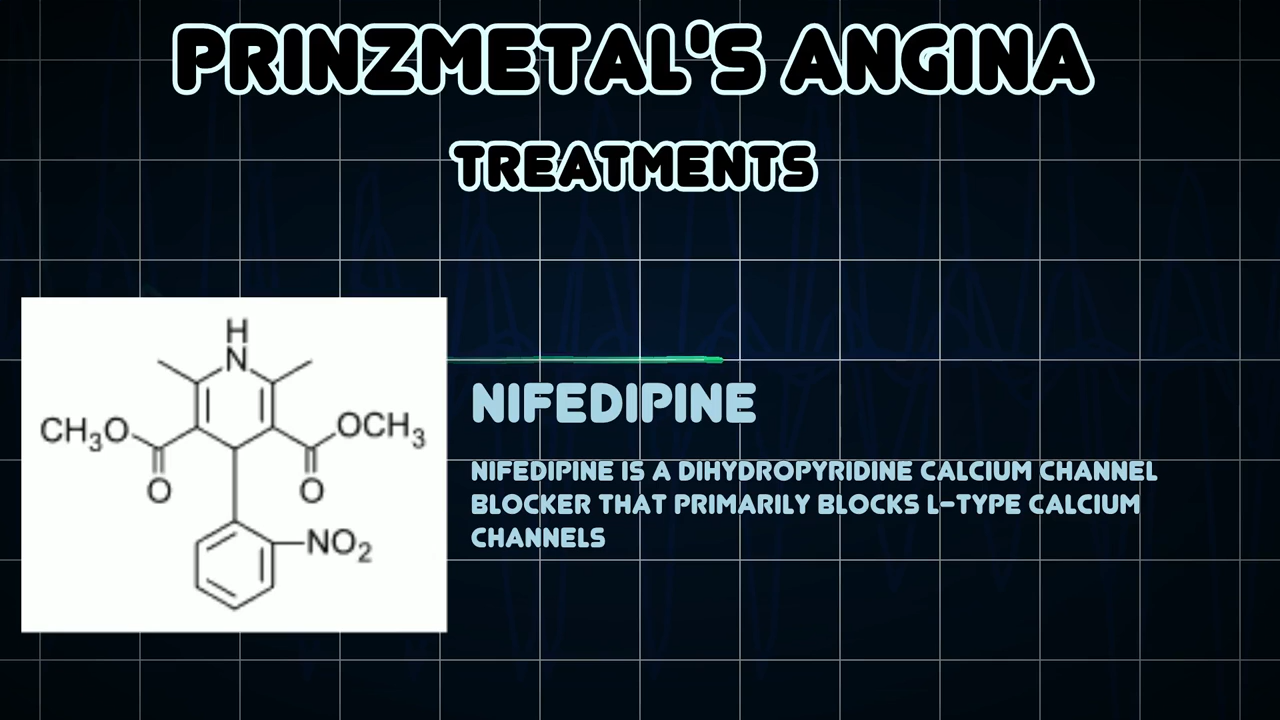 PRINZMETAL'S ANGINA
TREATMENTS
H
N
CH3O
OCH3
O
O
NO2
NIFEDIPINE
NIFEDIPINE IS A DIHYDROPYRIDINE CALCIUM CHANNEL
BLOCKER THAT PRIMARILY BLOCKS L-TYPE CALCIUM
CHANNELS